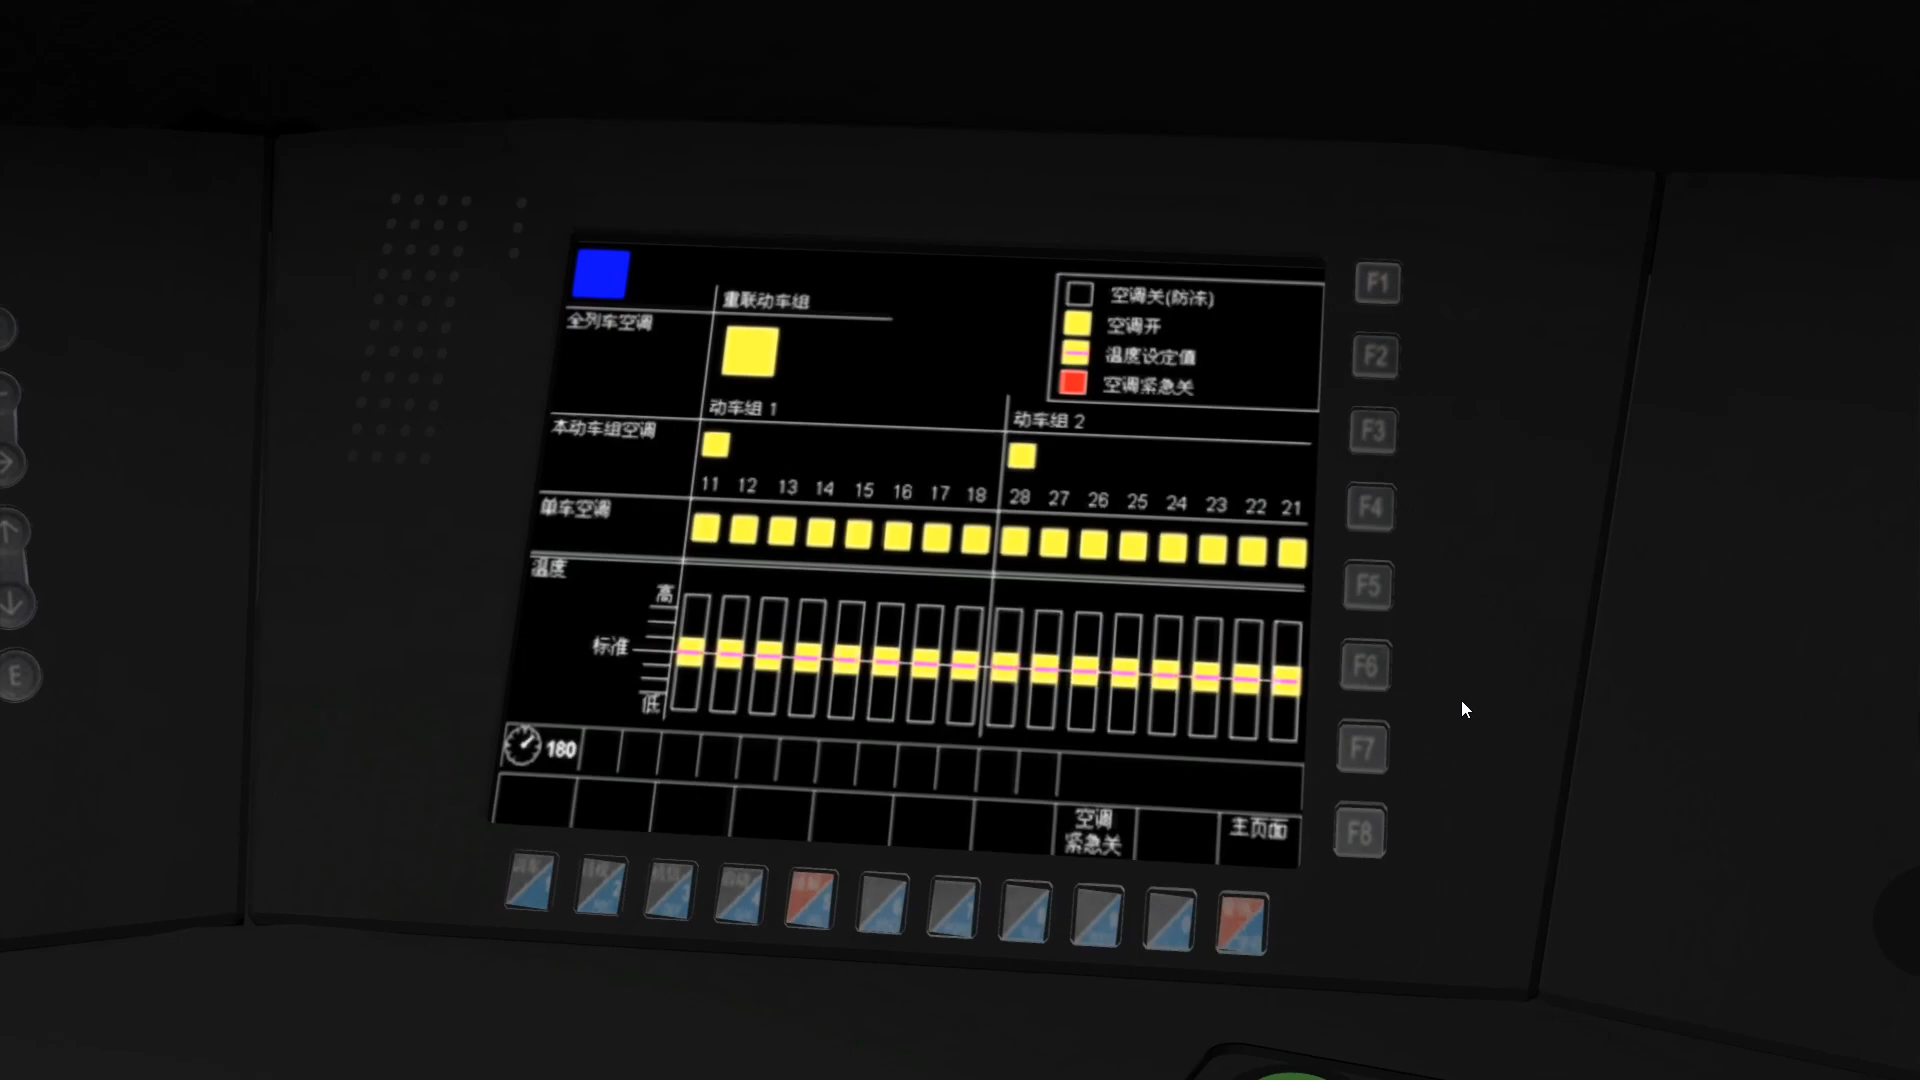 重联动车组
全列车空调
空调关(防冻)
空调开
温度设定值
空调紧急关
动车组 1
动车组 2
本动车组空调
11 12 13 14 15 16 17 18 28 27 26 25 24 23 22 21
单车空调
温度
高
标准
低
180
空调
紧急关
主页面
F1
F2
F3
F4
F5
F6
F7
F8
E